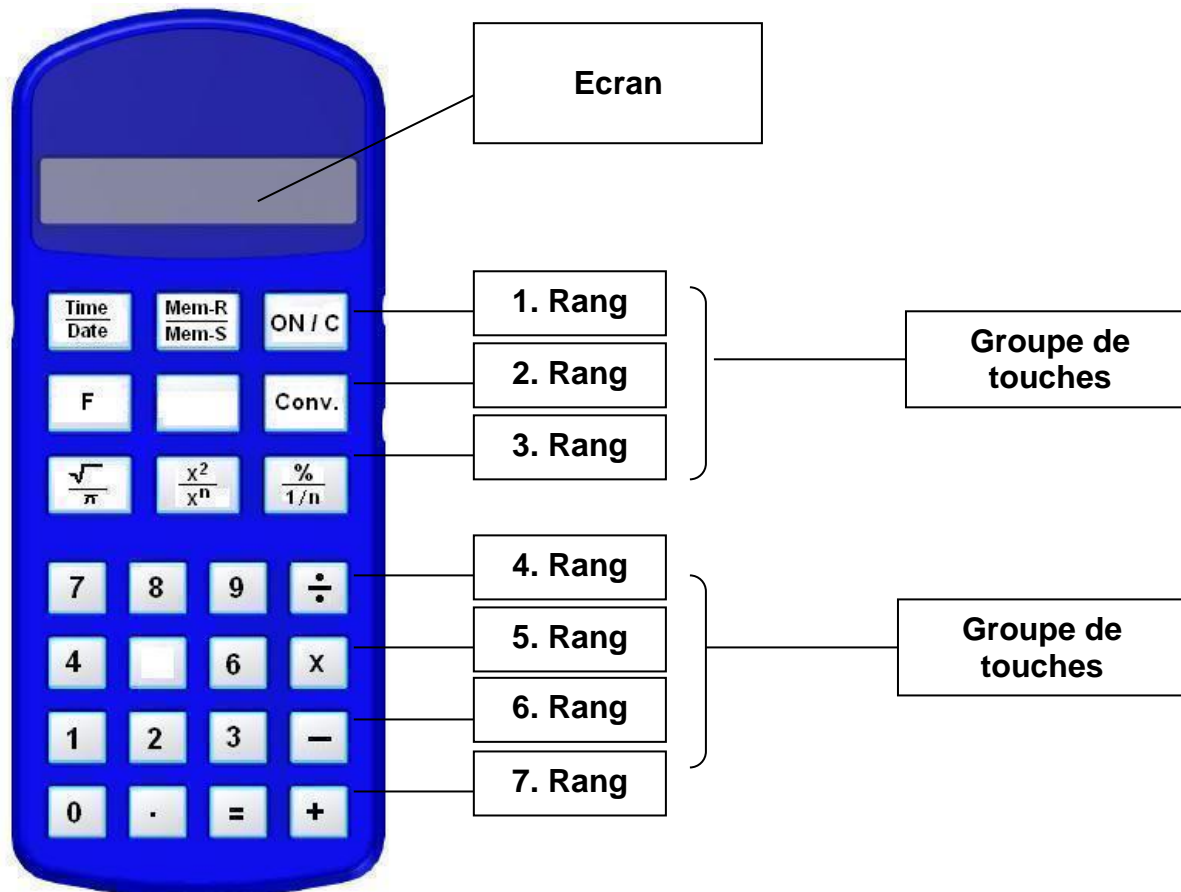 Ecran
Time
Date
Mem-R
Mem-S
ON / C
1. Rang
F
Conv.
2. Rang
Groupe de
touches
3. Rang
√
π
x²
xⁿ
%
1/n
7 8 9 ÷
4. Rang
4 6 x
5. Rang
Groupe de
touches
1 2 3 −
6. Rang
0 . = +
7. Rang